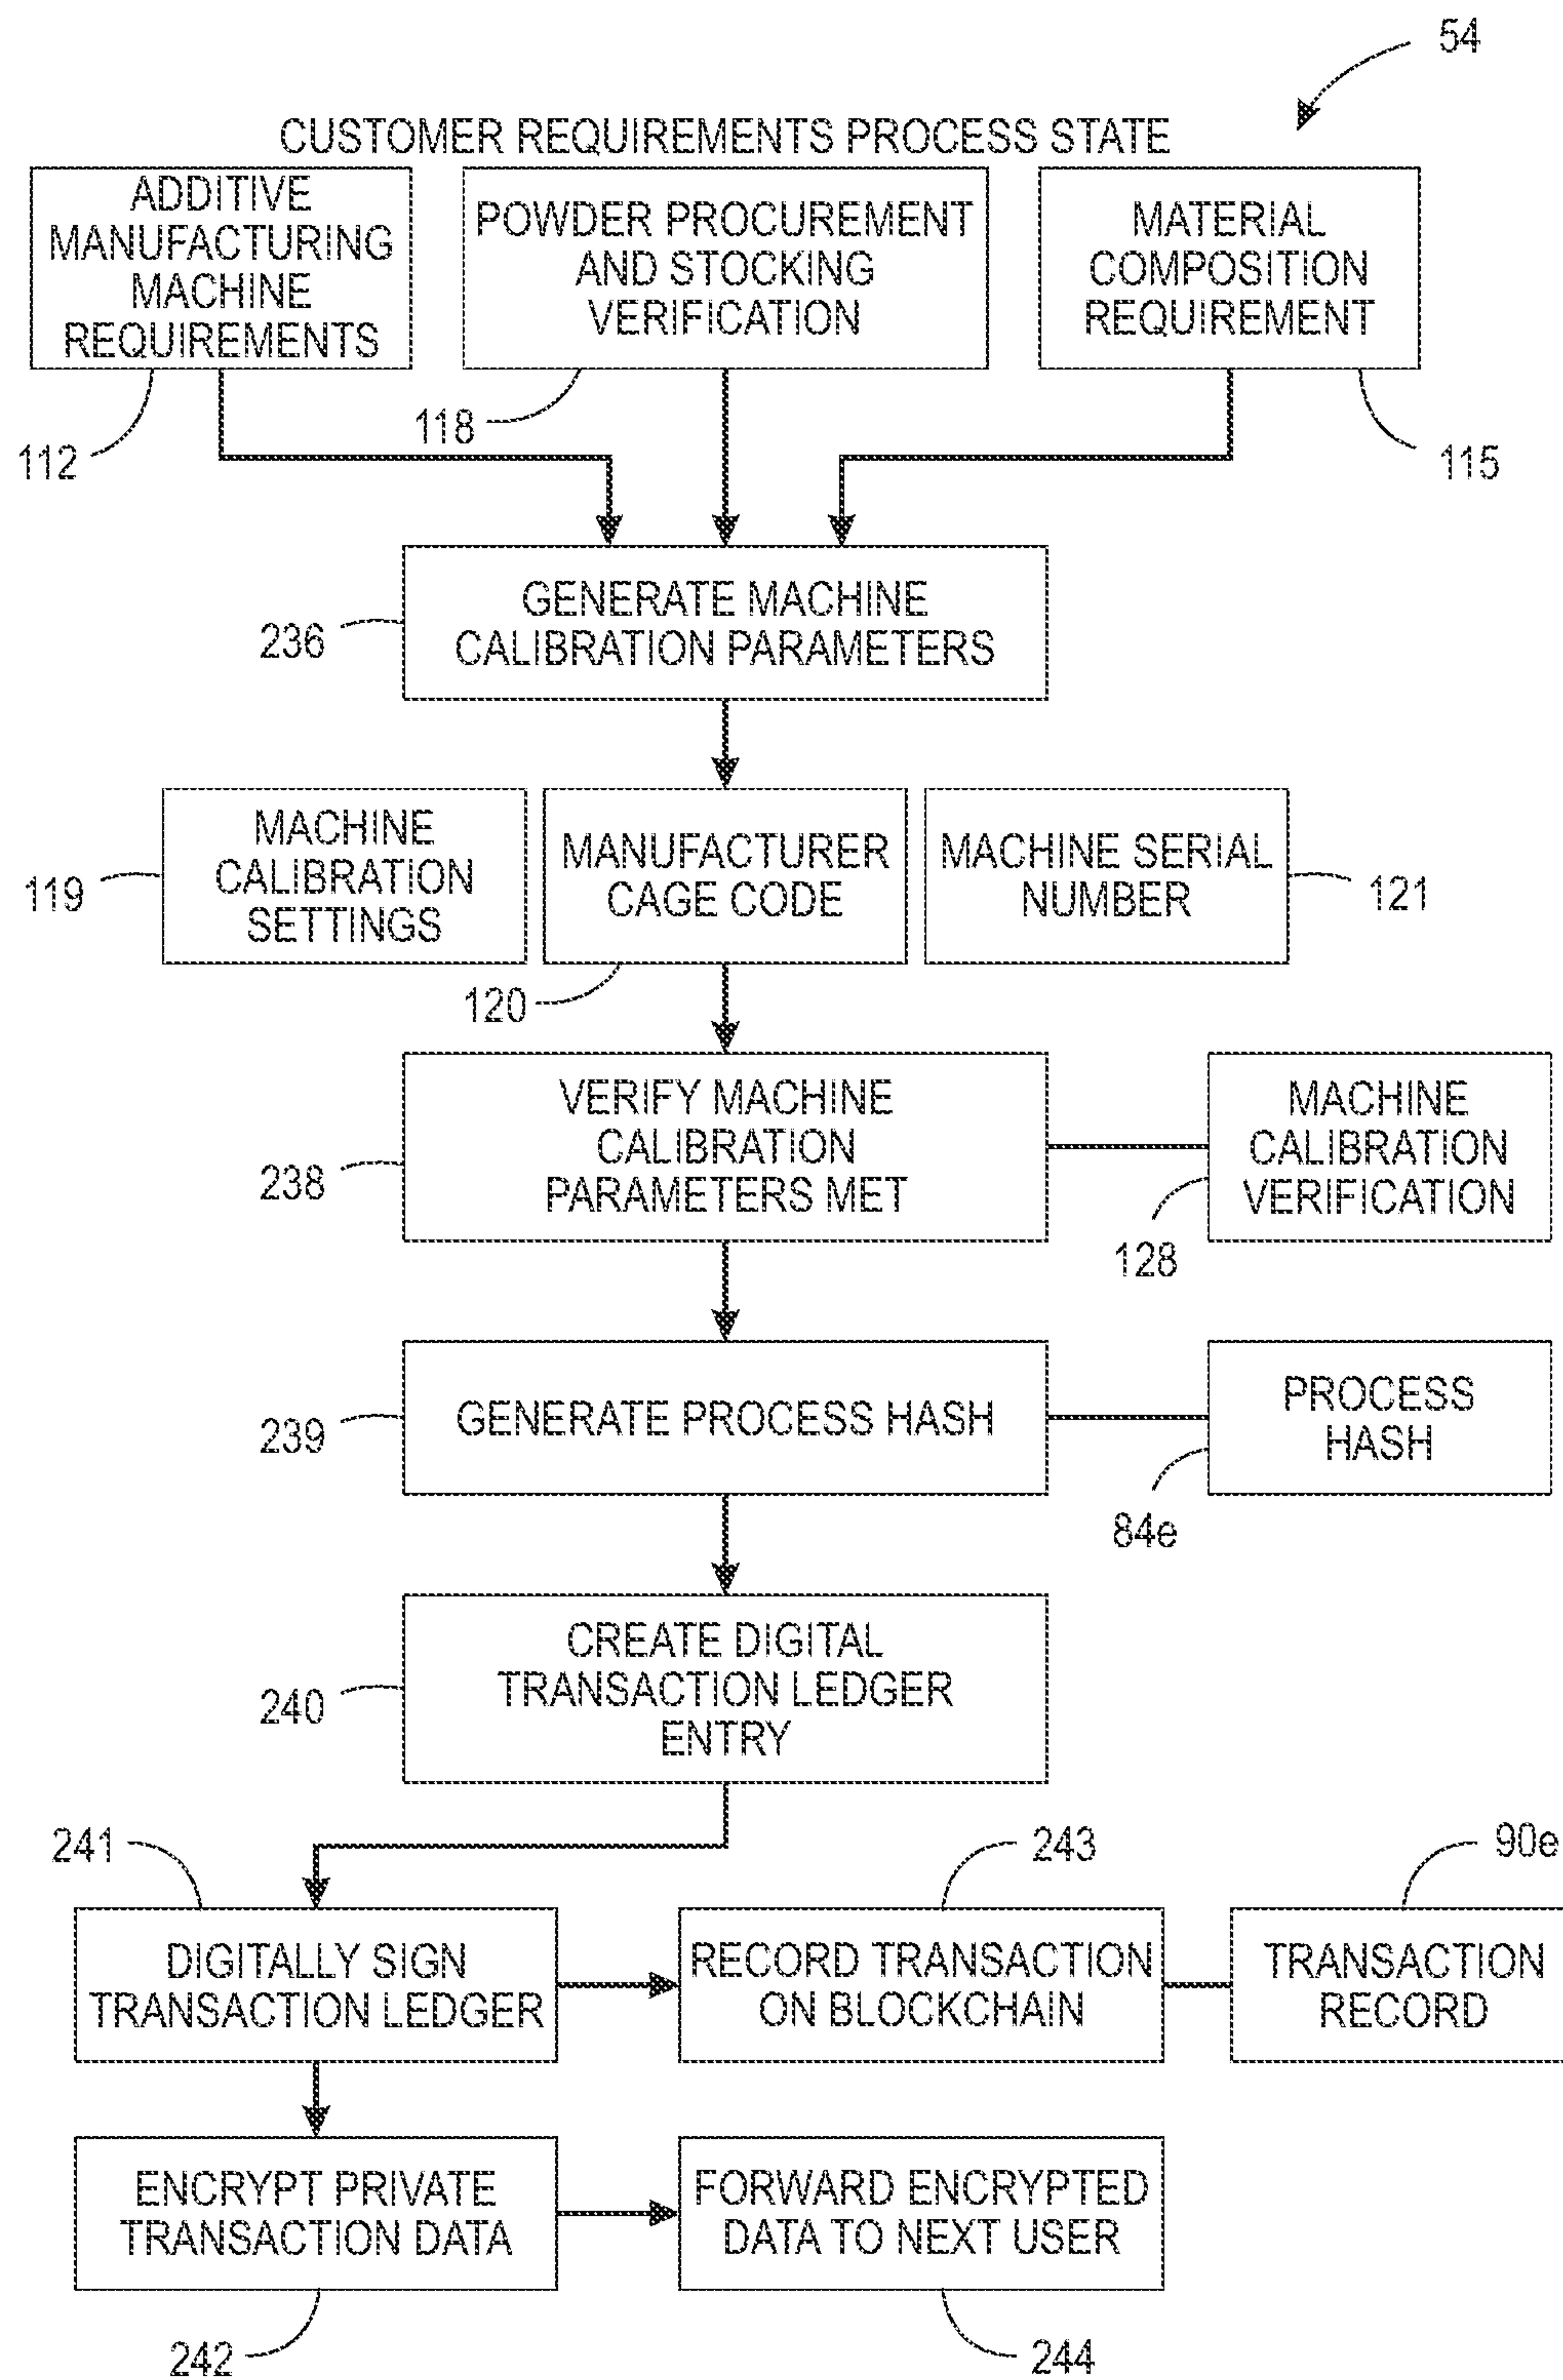 54
CUSTOMER REQUIREMENTS PROCESS STATE
ADDITIVE
MANUFACTURING
MACHINE
REQUIREMENTS
POWDER PROCUREMENT
AND STOCKING
VERIFICATION
MATERIAL
COMPOSITION
REQUIREMENT
112
118
115
GENERATE MACHINE
CALIBRATION PARAMETERS
236
MACHINE
CALIBRATION
SETTINGS
MANUFACTURER
CAGE CODE
MACHINE SERIAL
NUMBER
119
120
121
VERIFY MACHINE
CALIBRATION
PARAMETERS MET
238
MACHINE
CALIBRATION
VERIFICATION
128
GENERATE PROCESS HASH
239
PROCESS
HASH
84e
CREATE DIGITAL
TRANSACTION LEDGER
ENTRY
240
241
243
90e
DIGITALLY SIGN
TRANSACTION LEDGER
RECORD TRANSACTION
ON BLOCKCHAIN
TRANSACTION
RECORD
ENCRYPT PRIVATE
TRANSACTION DATA
FORWARD ENCRYPTED
DATA TO NEXT USER
242
244